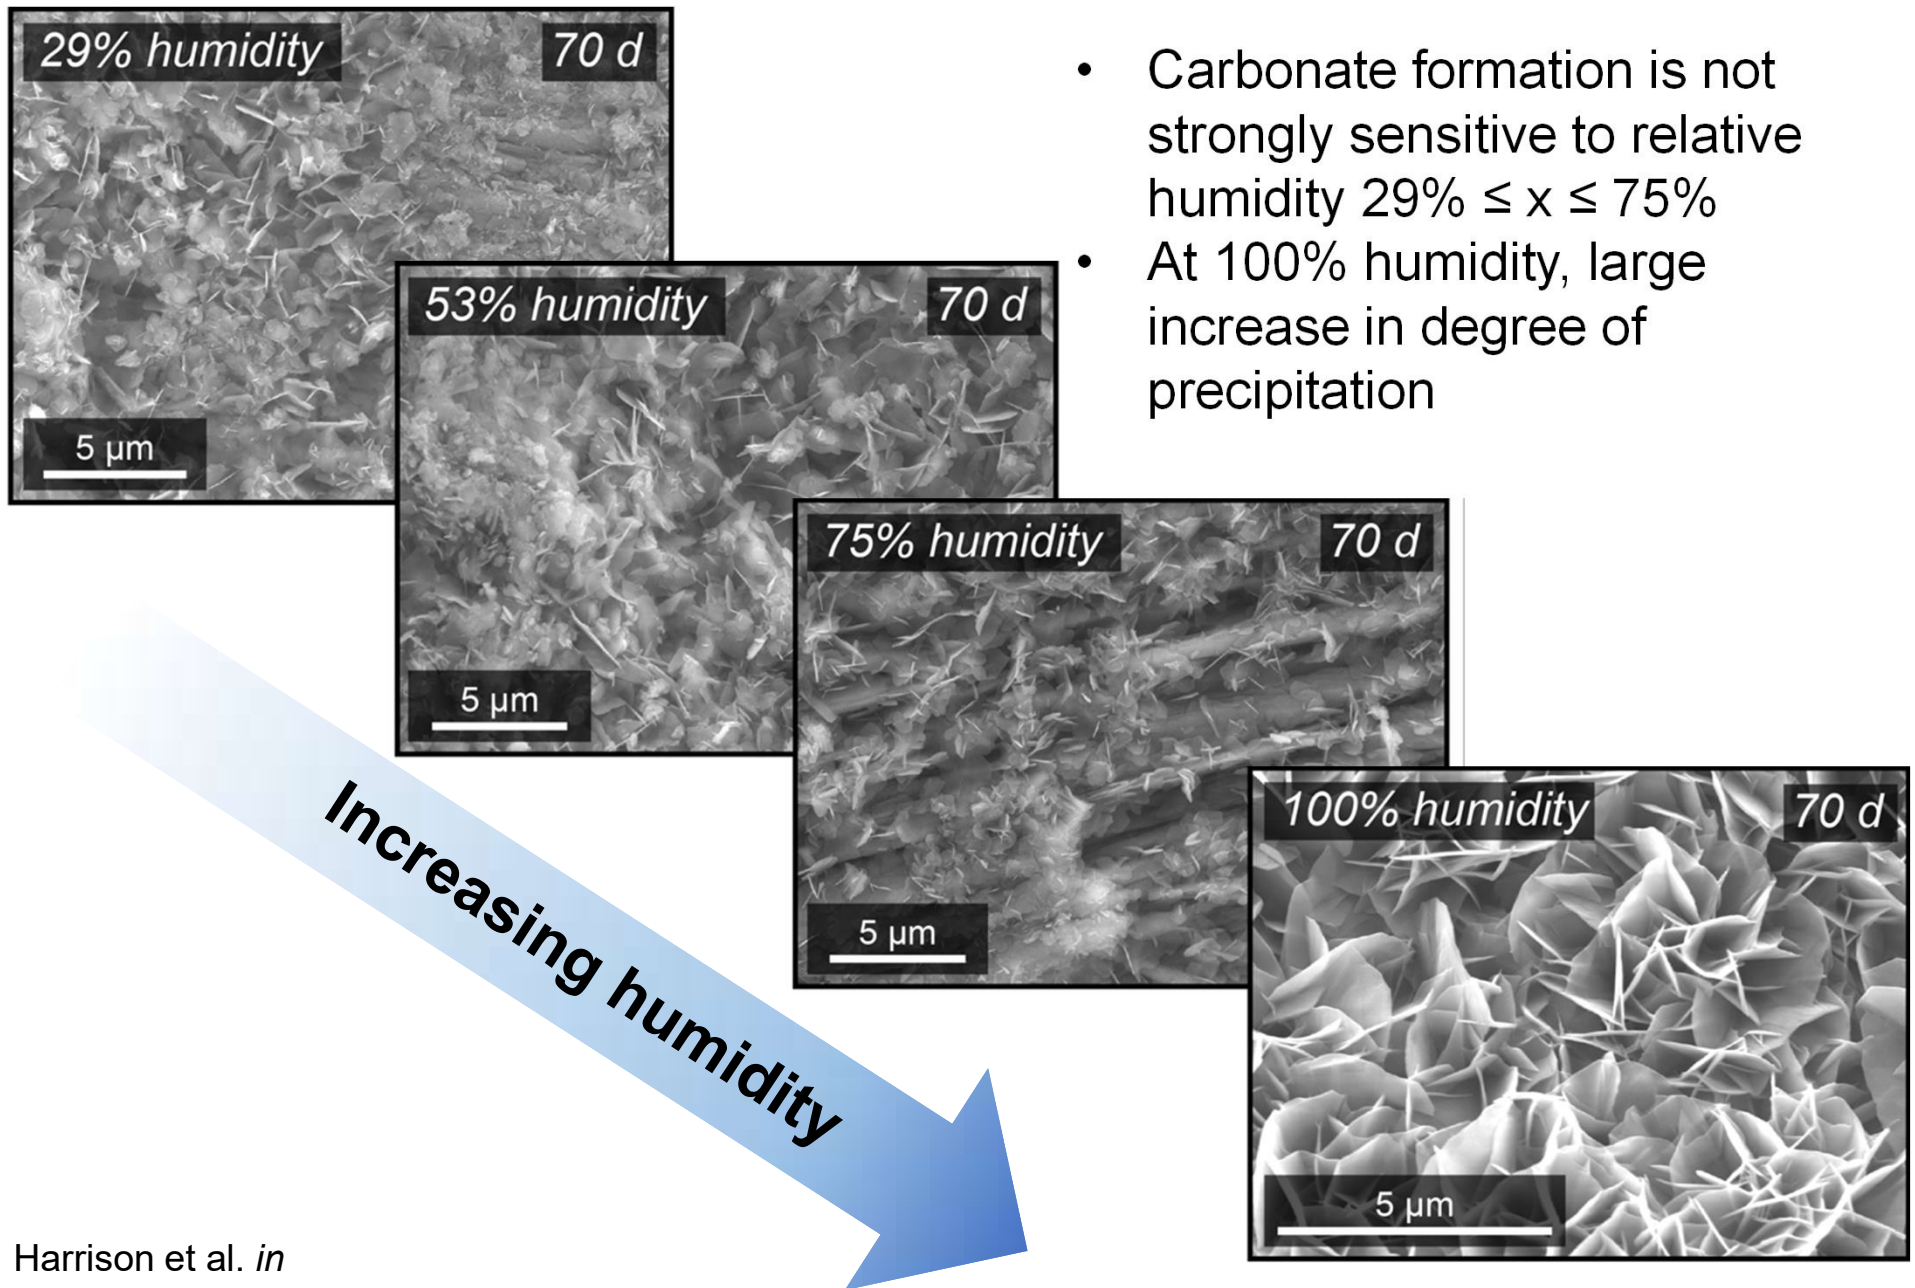 29% humidity 70 d
5 µm
• Carbonate formation is not
strongly sensitive to relative
humidity 29% ≤ x ≤ 75%
• At 100% humidity, large
increase in degree of
precipitation
53% humidity 70 d
5 µm
75% humidity 70 d
5 µm
100% humidity 70 d
5 µm
Increasing humidity
Harrison et al. in